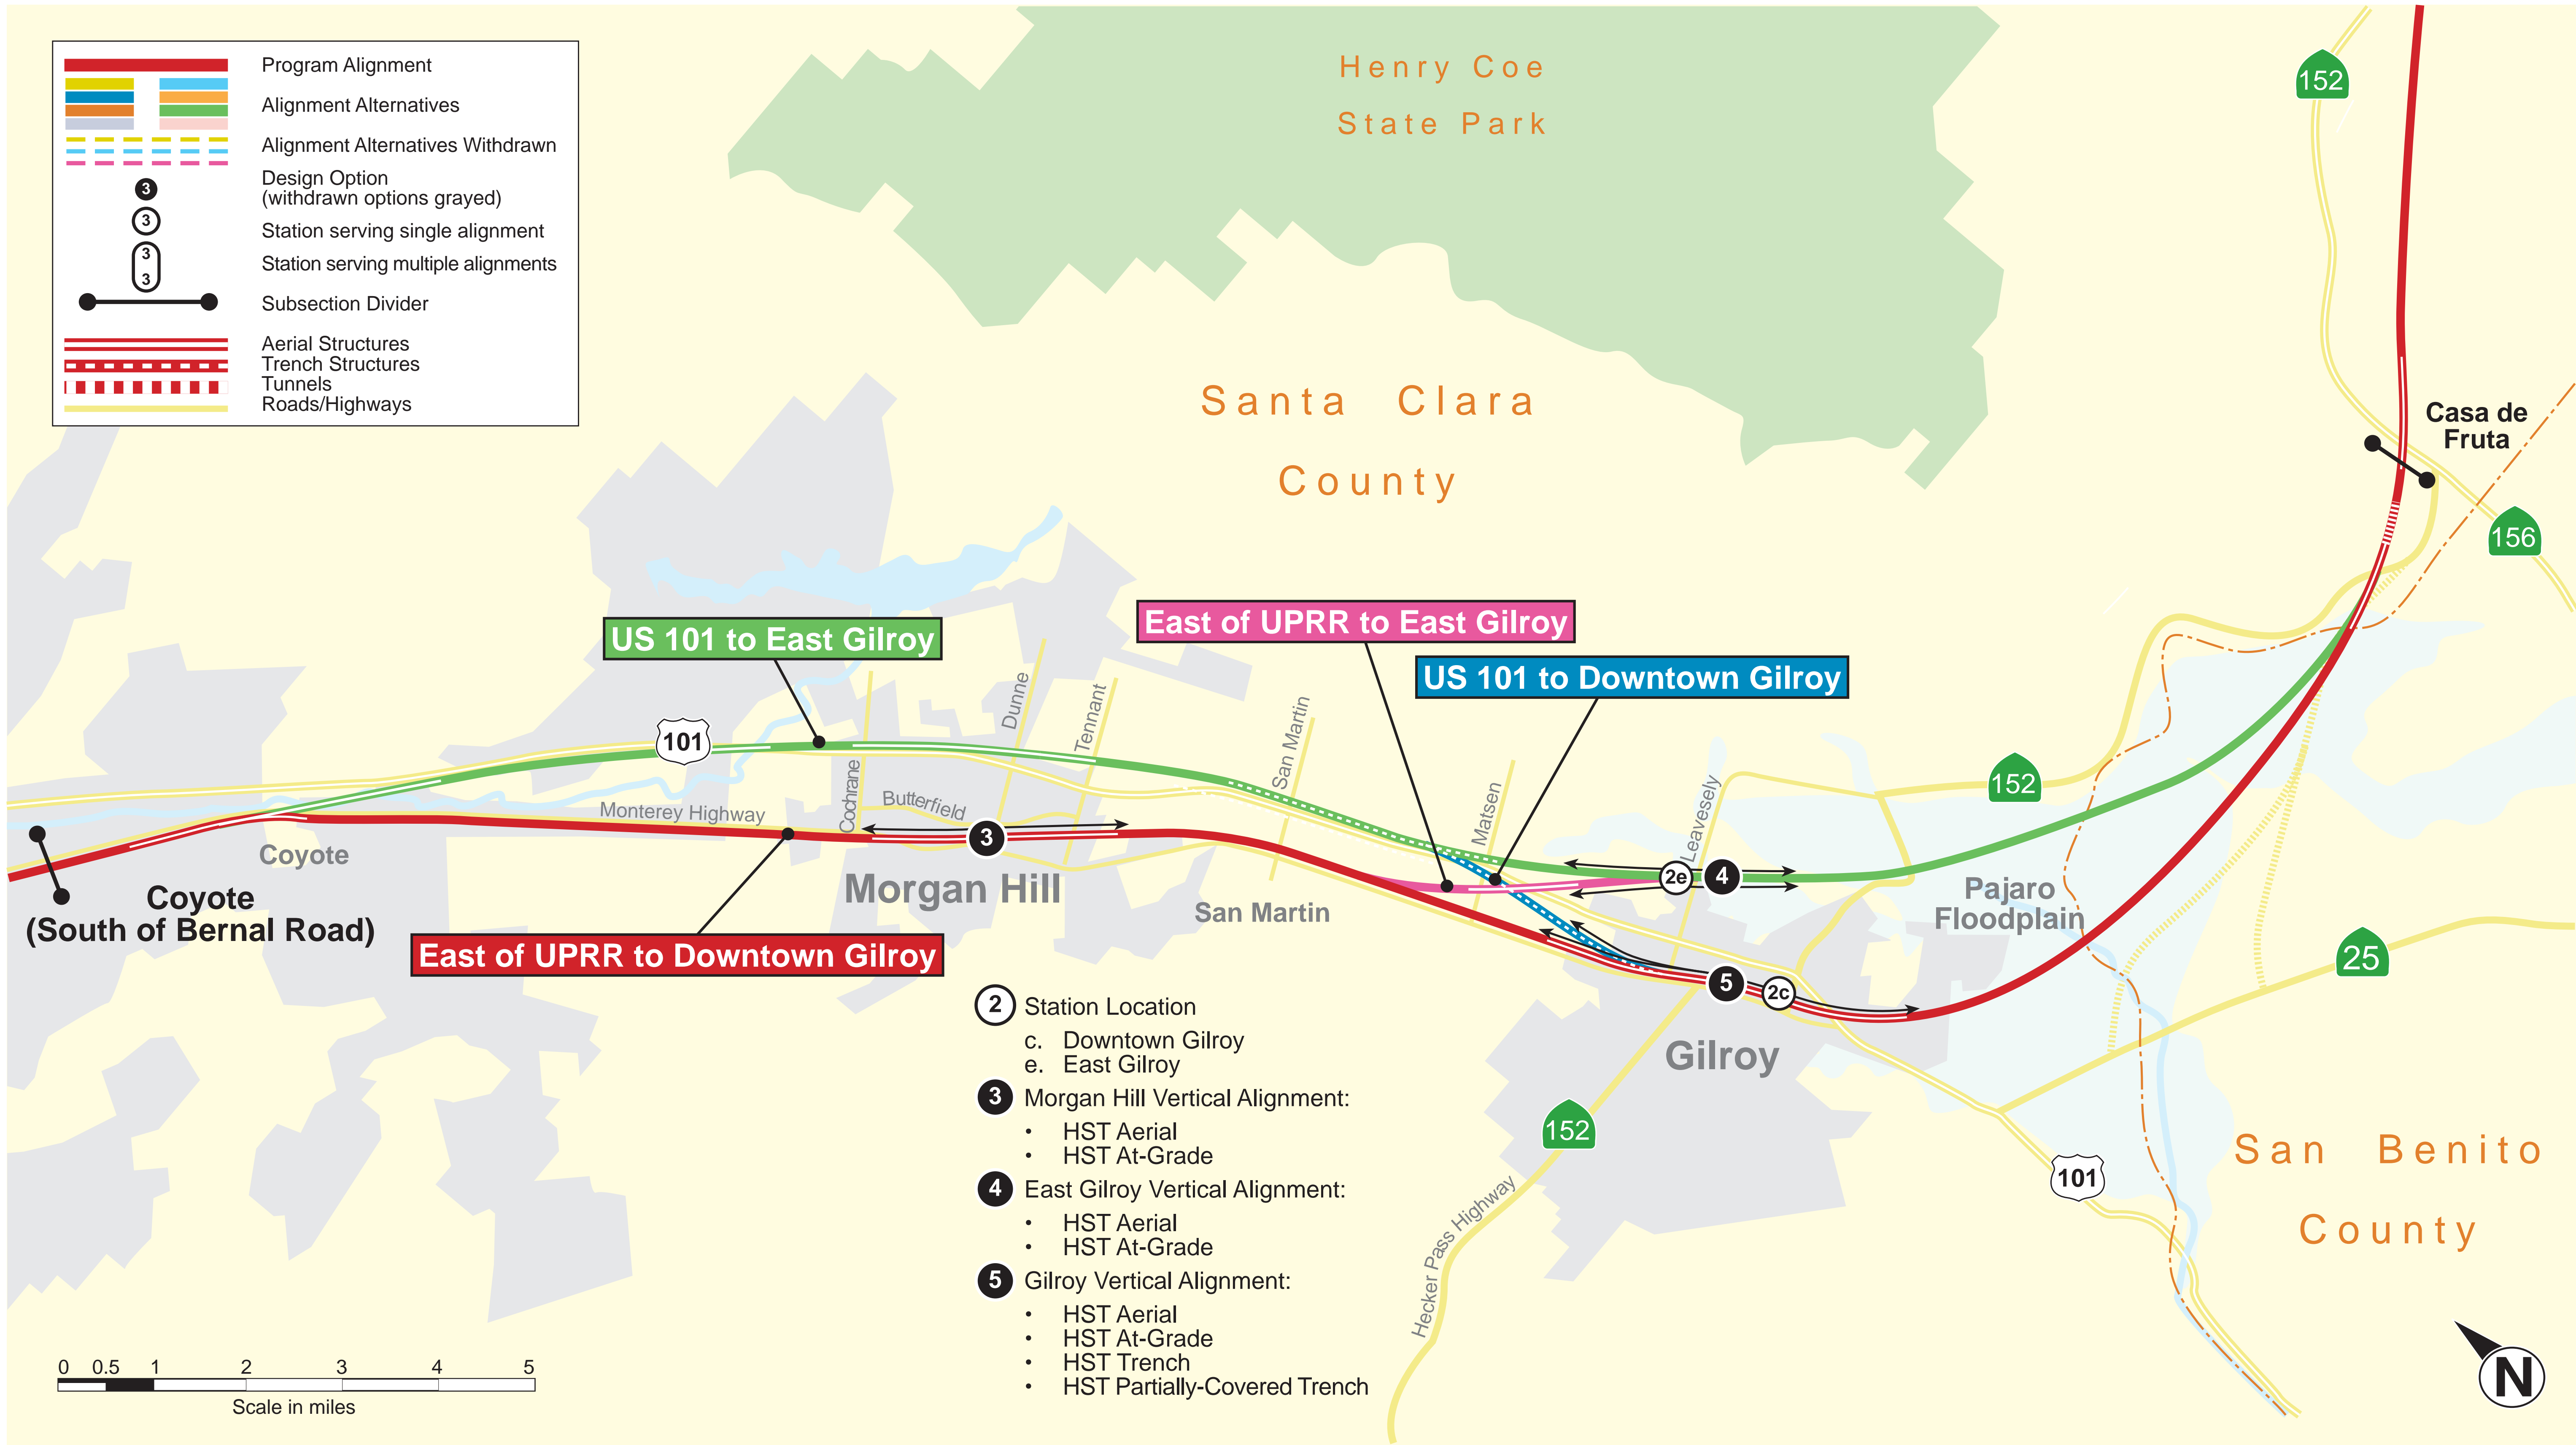 Program Alignment
Alignment Alternatives
Alignment Alternatives Withdrawn
3
Design Option
(withdrawn options grayed)
3
Station serving single alignment
3
3
Station serving multiple alignments
Subsection Divider
Aerial Structures
Trench Structures
Tunnels
Roads/Highways
Henry Coe
State Park
152
Santa Clara
County
Casa de
Fruta
156
US 101 to East Gilroy
East of UPRR to East Gilroy
US 101 to Downtown Gilroy
101
Dunne
Tennant
San Martin
Matsen
Leavesely
152
Cochrane
Butterfield
Monterey Highway
3
Coyote
Coyote
(South of Bernal Road)
Morgan Hill
San Martin
2e
4
Pajaro
Floodplain
East of UPRR to Downtown Gilroy
5
2c
25
Gilroy
2 Station Location
c. Downtown Gilroy
e. East Gilroy
3 Morgan Hill Vertical Alignment:
• HST Aerial
• HST At-Grade
4 East Gilroy Vertical Alignment:
• HST Aerial
• HST At-Grade
5 Gilroy Vertical Alignment:
• HST Aerial
• HST At-Grade
• HST Trench
• HST Partially-Covered Trench
152
Hecker Pass Highway
101
San Benito
County
0 0.5 1 2 3 4 5
Scale in miles
N